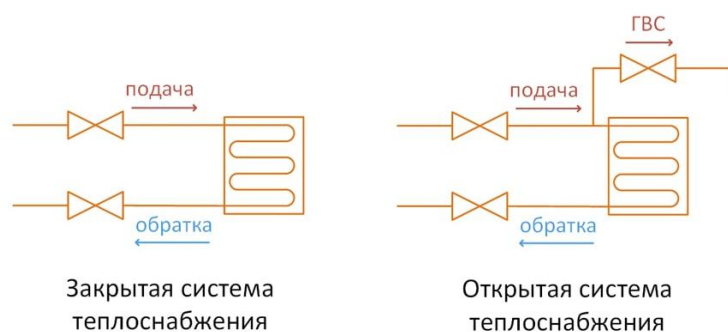 ГВС
подача
подача
обратка
обратка
Закрытая система
теплоснабжения
Открытая система
теплоснабжения